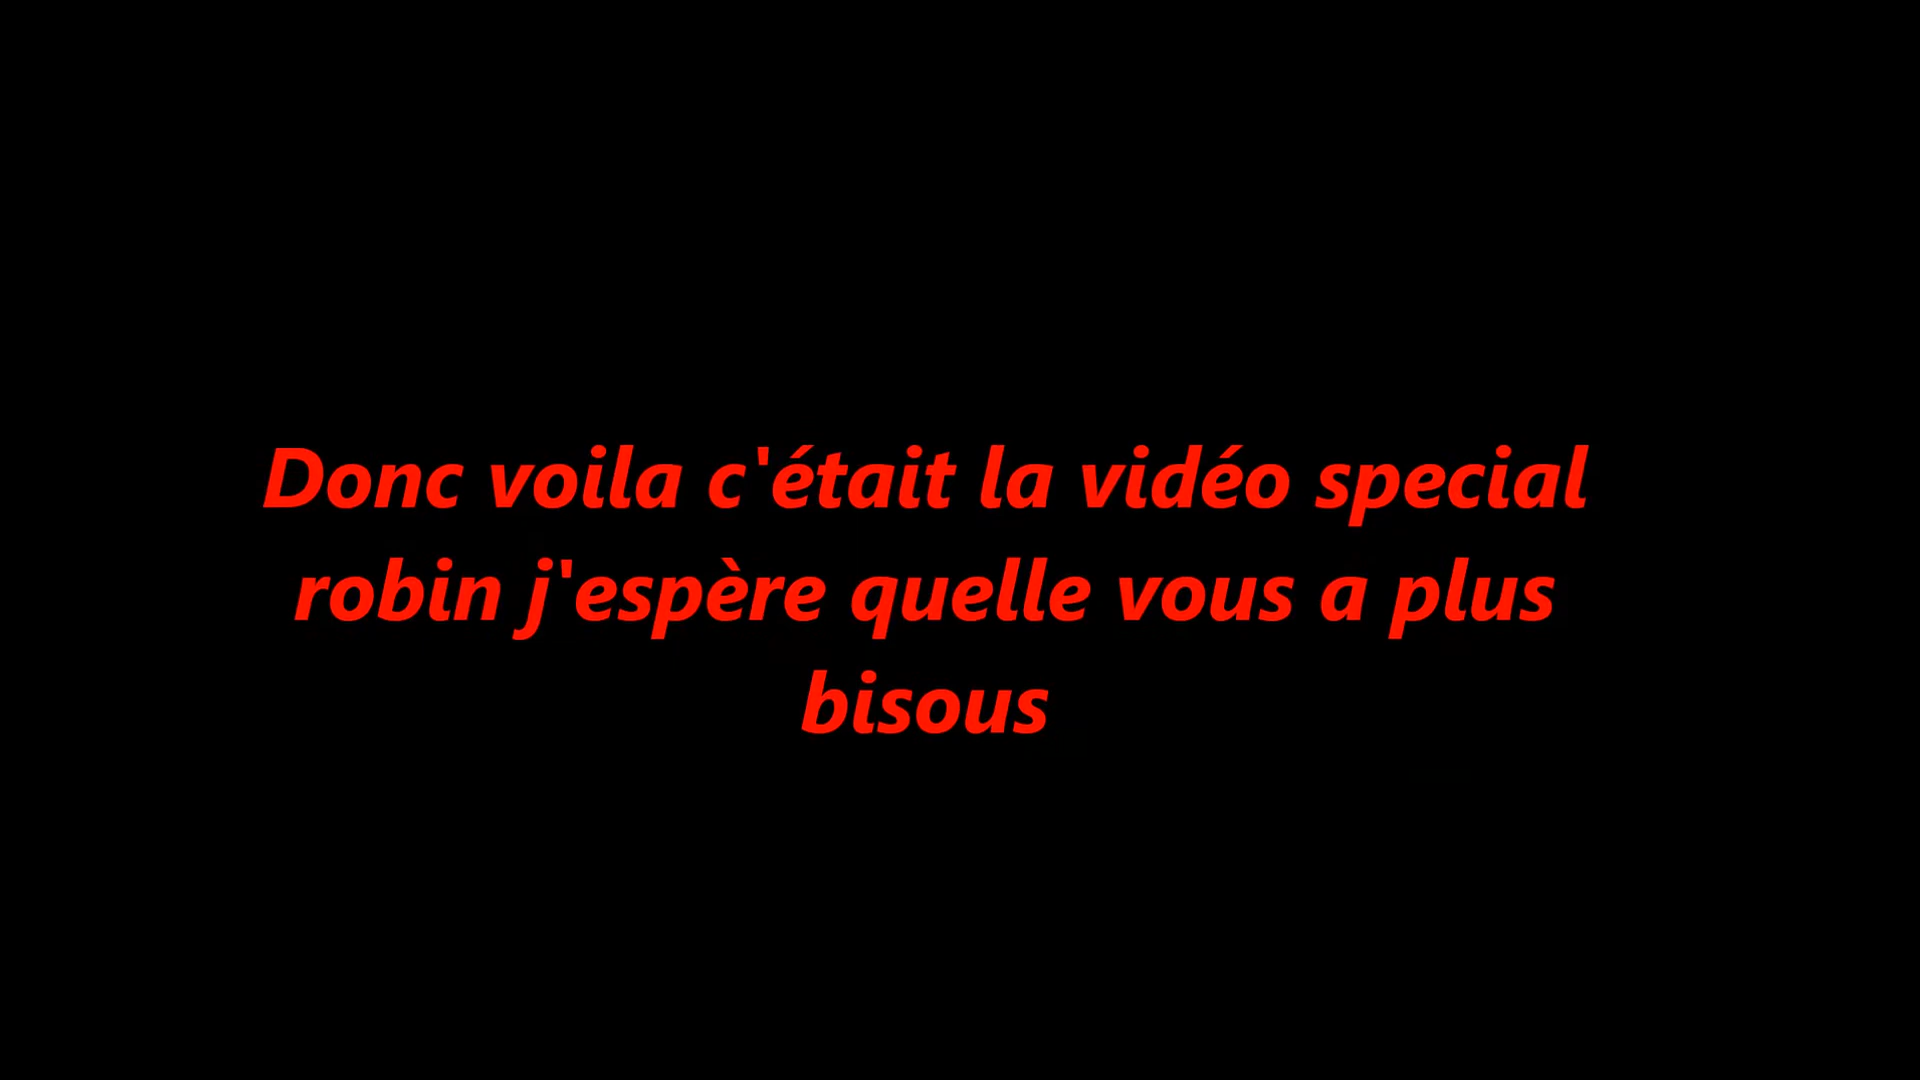 Donc voila c'était la vidéo special
robin j'espère quelle vous a plus
bisous